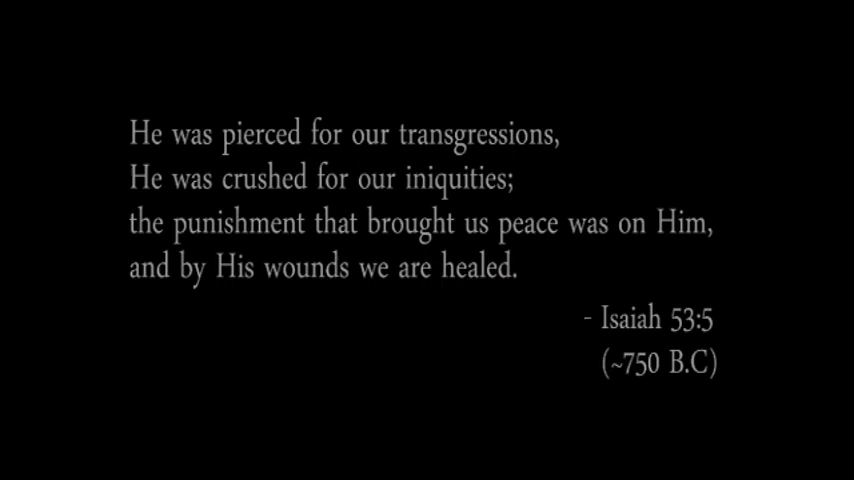 He was pierced for our transgressions,
He was crushed for our iniquities;
the punishment that brought us peace was on Him,
and by His wounds we are healed.
- Isaiah 53:5
(~750 B.C)